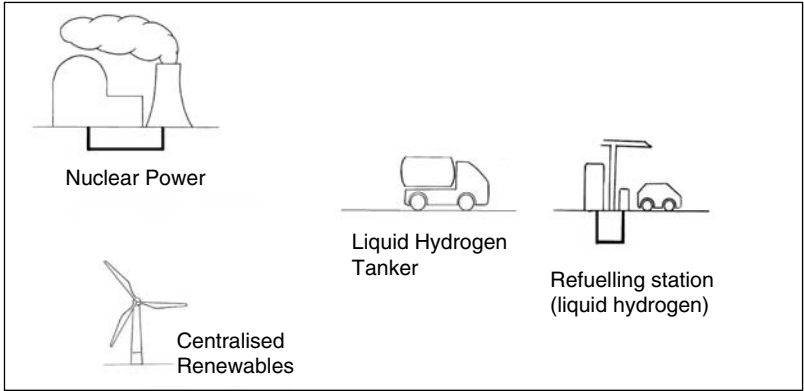 Nuclear Power
Liquid Hydrogen
Tanker
Refuelling station
(liquid hydrogen)
Centralised
Renewables